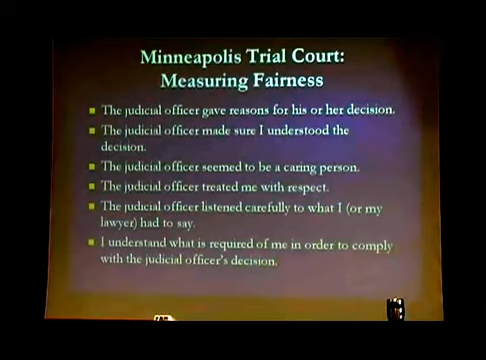 Minneapolis Trial Court:
Measuring Fairness
The judicial officer gave reasons for his or her decision.
The judicial officer made sure I understood the
decision.
The judicial officer seemed to be a caring person.
The judicial officer treated me with respect.
The judicial officer listened carefully to what I (or my
lawyer) had to say.
I understand what is required of me in order to comply
with the judicial officer's decision.